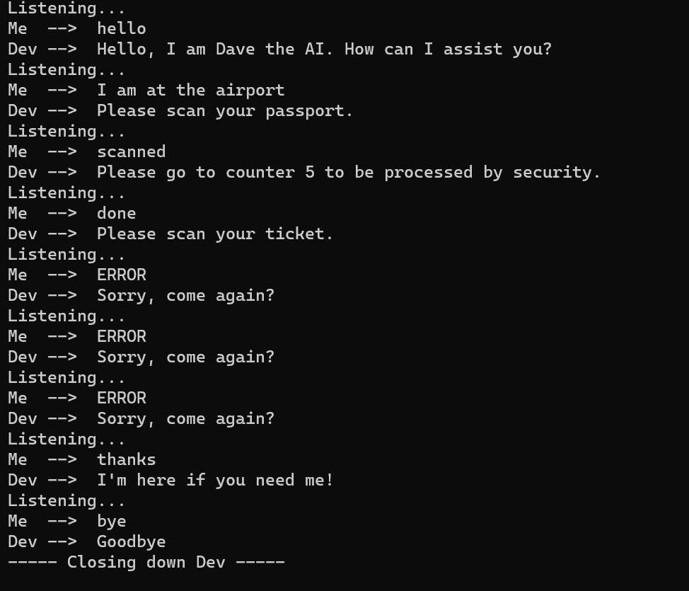 Listening...
Me  -->  hello
Dev -->  Hello, I am Dave the AI. How can I assist you?
Listening...
Me  -->  I am at the airport
Dev -->  Please scan your passport.
Listening...
Me  -->  scanned
Dev -->  Please go to counter 5 to be processed by security.
Listening...
Me  -->  done
Dev -->  Please scan your ticket.
Listening...
Me  -->  ERROR
Dev -->  Sorry, come again?
Listening...
Me  -->  ERROR
Dev -->  Sorry, come again?
Listening...
Me  -->  ERROR
Dev -->  Sorry, come again?
Listening...
Me  -->  thanks
Dev -->  I'm here if you need me!
Listening...
Me  -->  bye
Dev -->  Goodbye
----- Closing down Dev -----